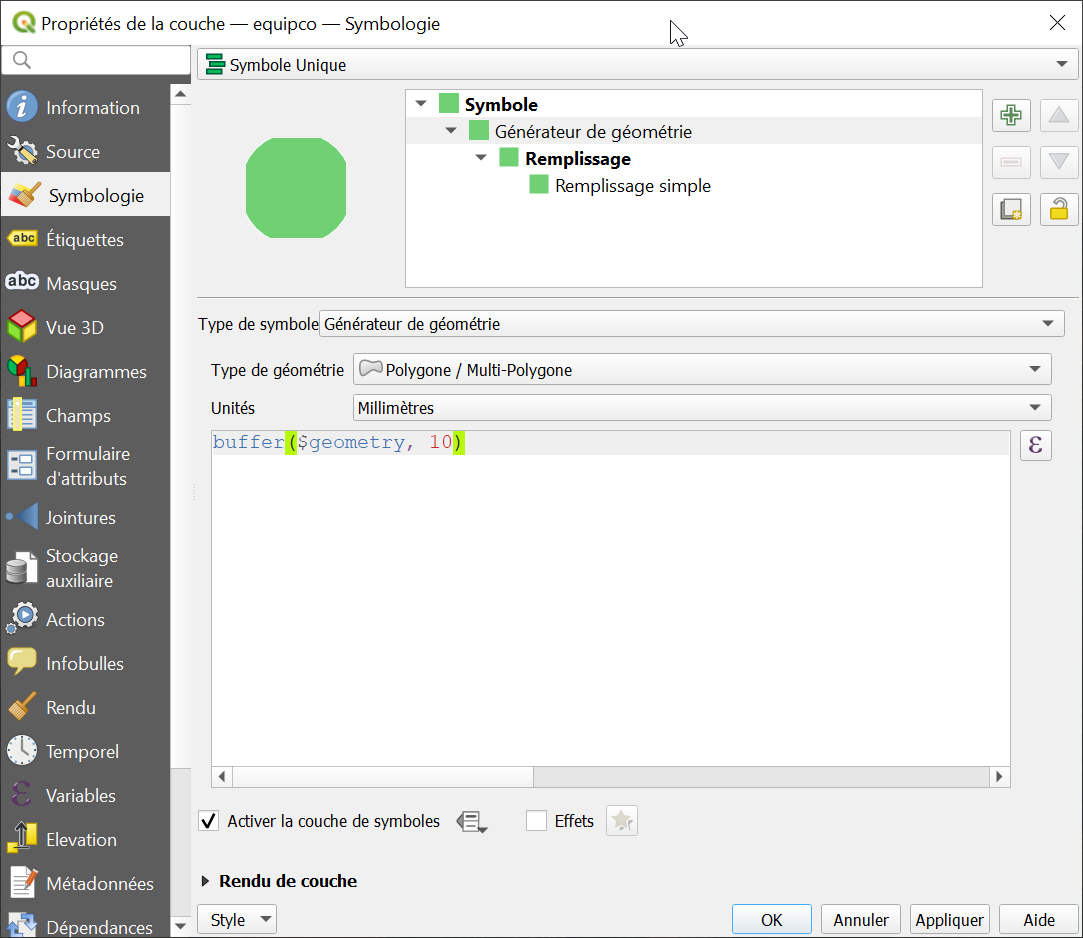 Propriétés de la couche — equipco — Symbologie
Symbole Unique
Information
Source
Symbologie
abc Étiquettes
abc Masques
Vue 3D
Diagrammes
Champs
Formulaire
d'attributs
Jointures
Stockage
auxiliaire
Actions
Infobulles
Rendu
Temporel
Variables
Elevation
Métadonnées
Dépendances
Symbole
Générateur de géométrie
Remplissage
Remplissage simple
Type de symbole Générateur de géométrie
Type de géométrie Polygone / Multi-Polygone
Unités Millimètres
buffer($geometry, 10)
ε
Activer la couche de symboles
Effets
Rendu de couche
Style
OK
Annuler
Appliquer
Aide